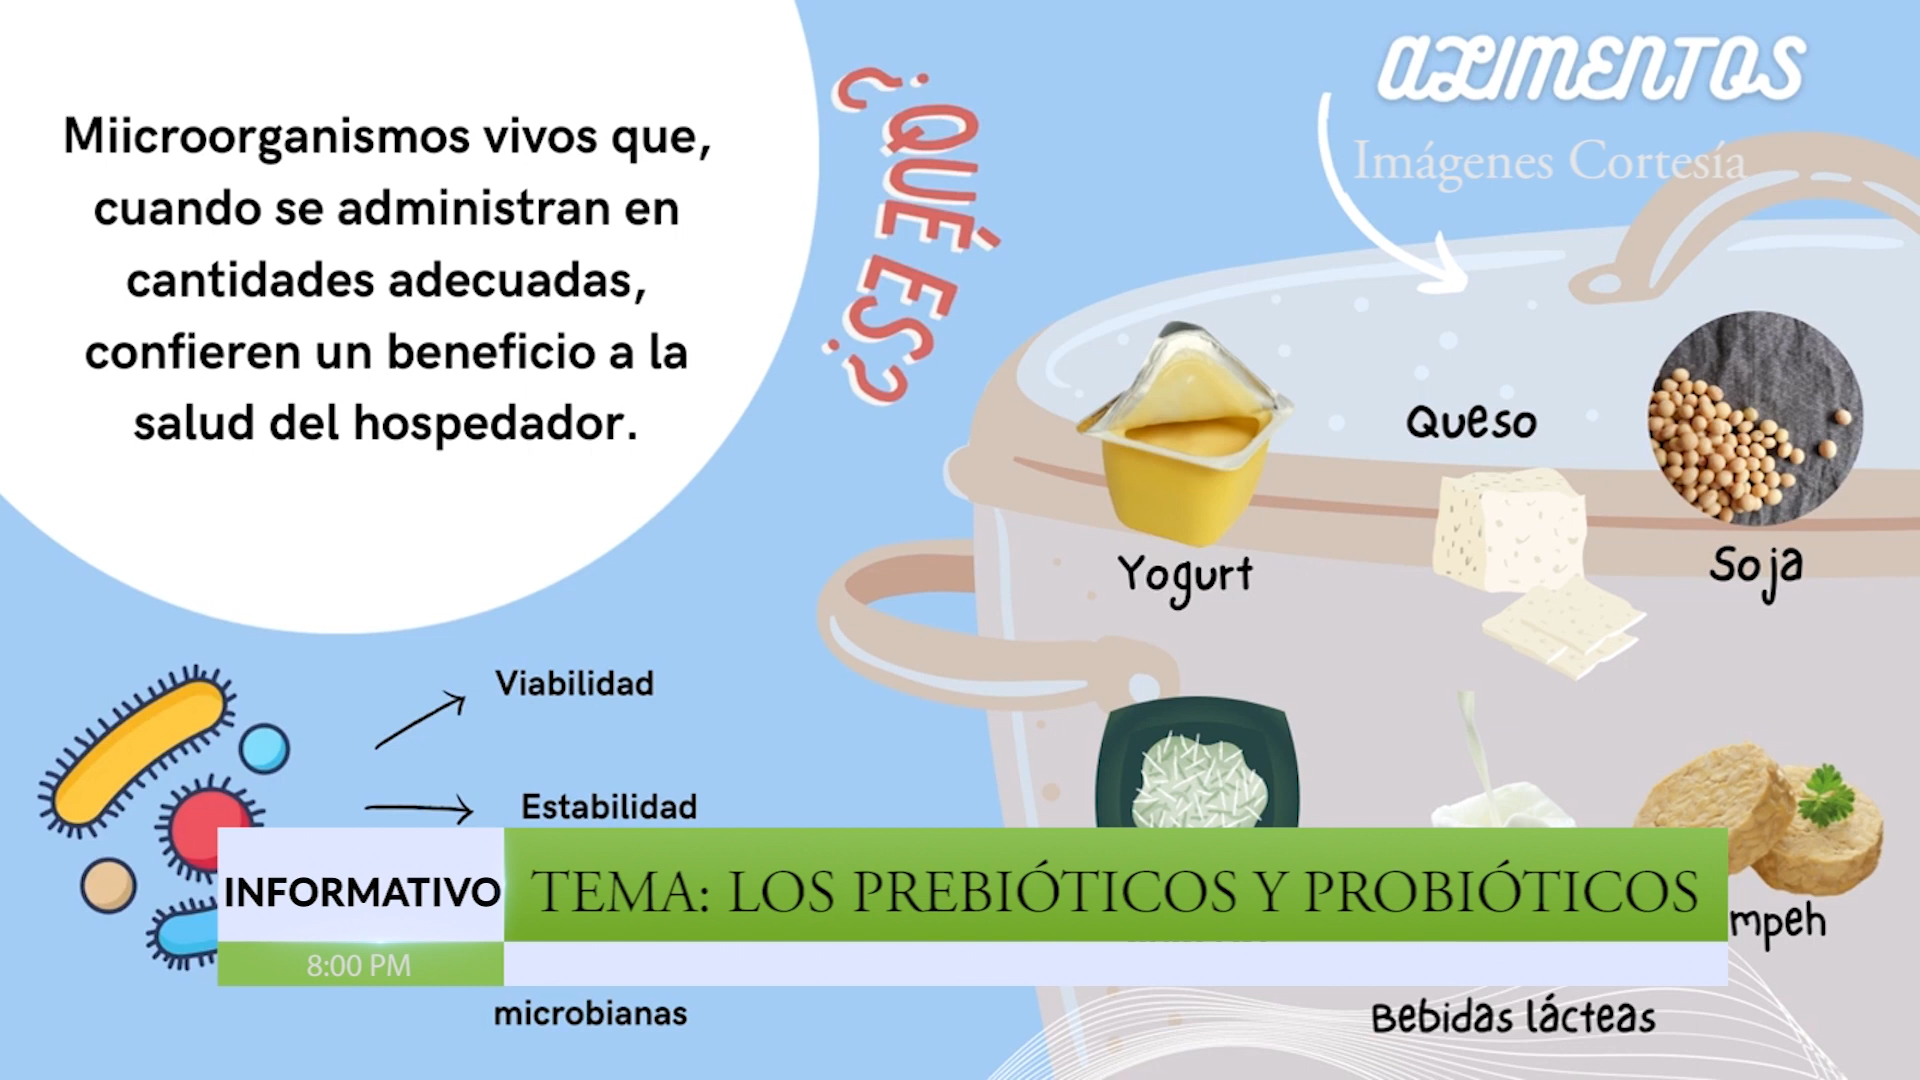 Miicroorganismos vivos que,
cuando se administran en
cantidades adecuadas,
confieren un beneficio a la
salud del hospedador.
¿QUÉ ES?
ALIMENTOS
Imágenes Cortesía
Yogurt
Queso
Soja
Viabilidad
Estabilidad
INFORMATIVO
TEMA: LOS PREBIÓTICOS Y PROBIÓTICOS
8:00 PM
mpeh
microbianas
Bebidas lácteas